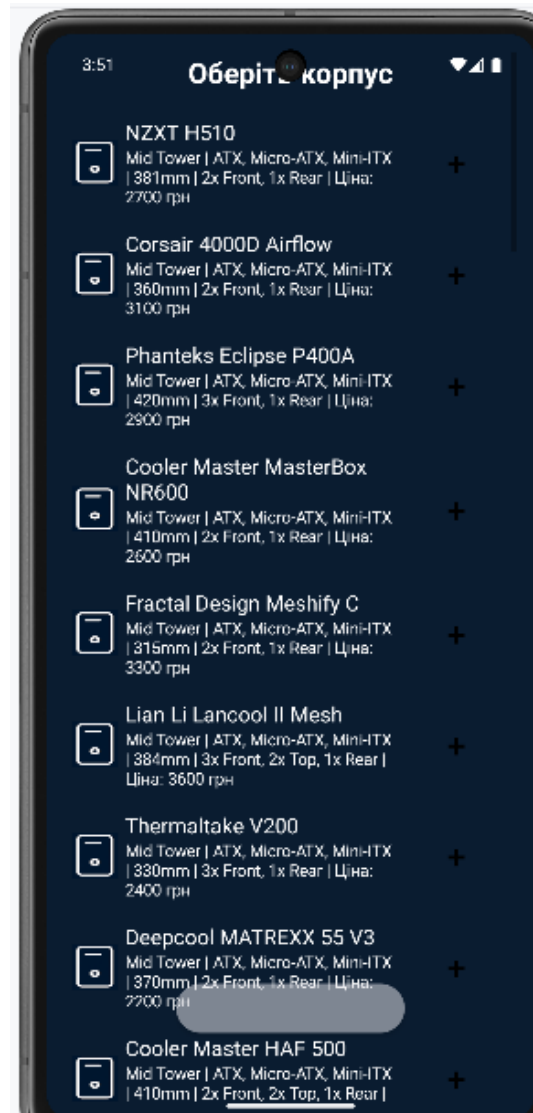 3:51
Оберіть корпус
NZXT H510
Mid Tower | ATX, Micro-ATX, Mini-ITX
| 381mm | 2x Front, 1x Rear | Ціна:
2700 грн
+
Corsair 4000D Airflow
Mid Tower | ATX, Micro-ATX, Mini-ITX
| 360mm | 2x Front, 1x Rear | Ціна:
3100 грн
+
Phanteks Eclipse P400A
Mid Tower | ATX, Micro-ATX, Mini-ITX
| 420mm | 3x Front, 1x Rear | Ціна:
2900 грн
+
Cooler Master MasterBox
NR600
Mid Tower | ATX, Micro-ATX, Mini-ITX
| 410mm | 2x Front, 1x Rear | Ціна:
2600 грн
+
Fractal Design Meshify C
Mid Tower | ATX, Micro-ATX, Mini-ITX
| 315mm | 2x Front, 1x Rear | Ціна:
3300 грн
+
Lian Li Lancool II Mesh
Mid Tower | ATX, Micro-ATX, Mini-ITX
| 384mm | 3x Front, 2x Top, 1x Rear |
Ціна: 3600 грн
+
Thermaltake V200
Mid Tower | ATX, Micro-ATX, Mini-ITX
| 330mm | 3x Front, 1x Rear | Ціна:
2400 грн
+
Deepcool MATREXX 55 V3
Mid Tower | ATX, Micro-ATX, Mini-ITX
| 370mm | 2x Front, 1x Rear | Ціна:
2200 грн
+
Cooler Master HAF 500
Mid Tower | ATX, Micro-ATX, Mini-ITX
| 410mm | 2x Front, 2x Top, 1x Rear |
+